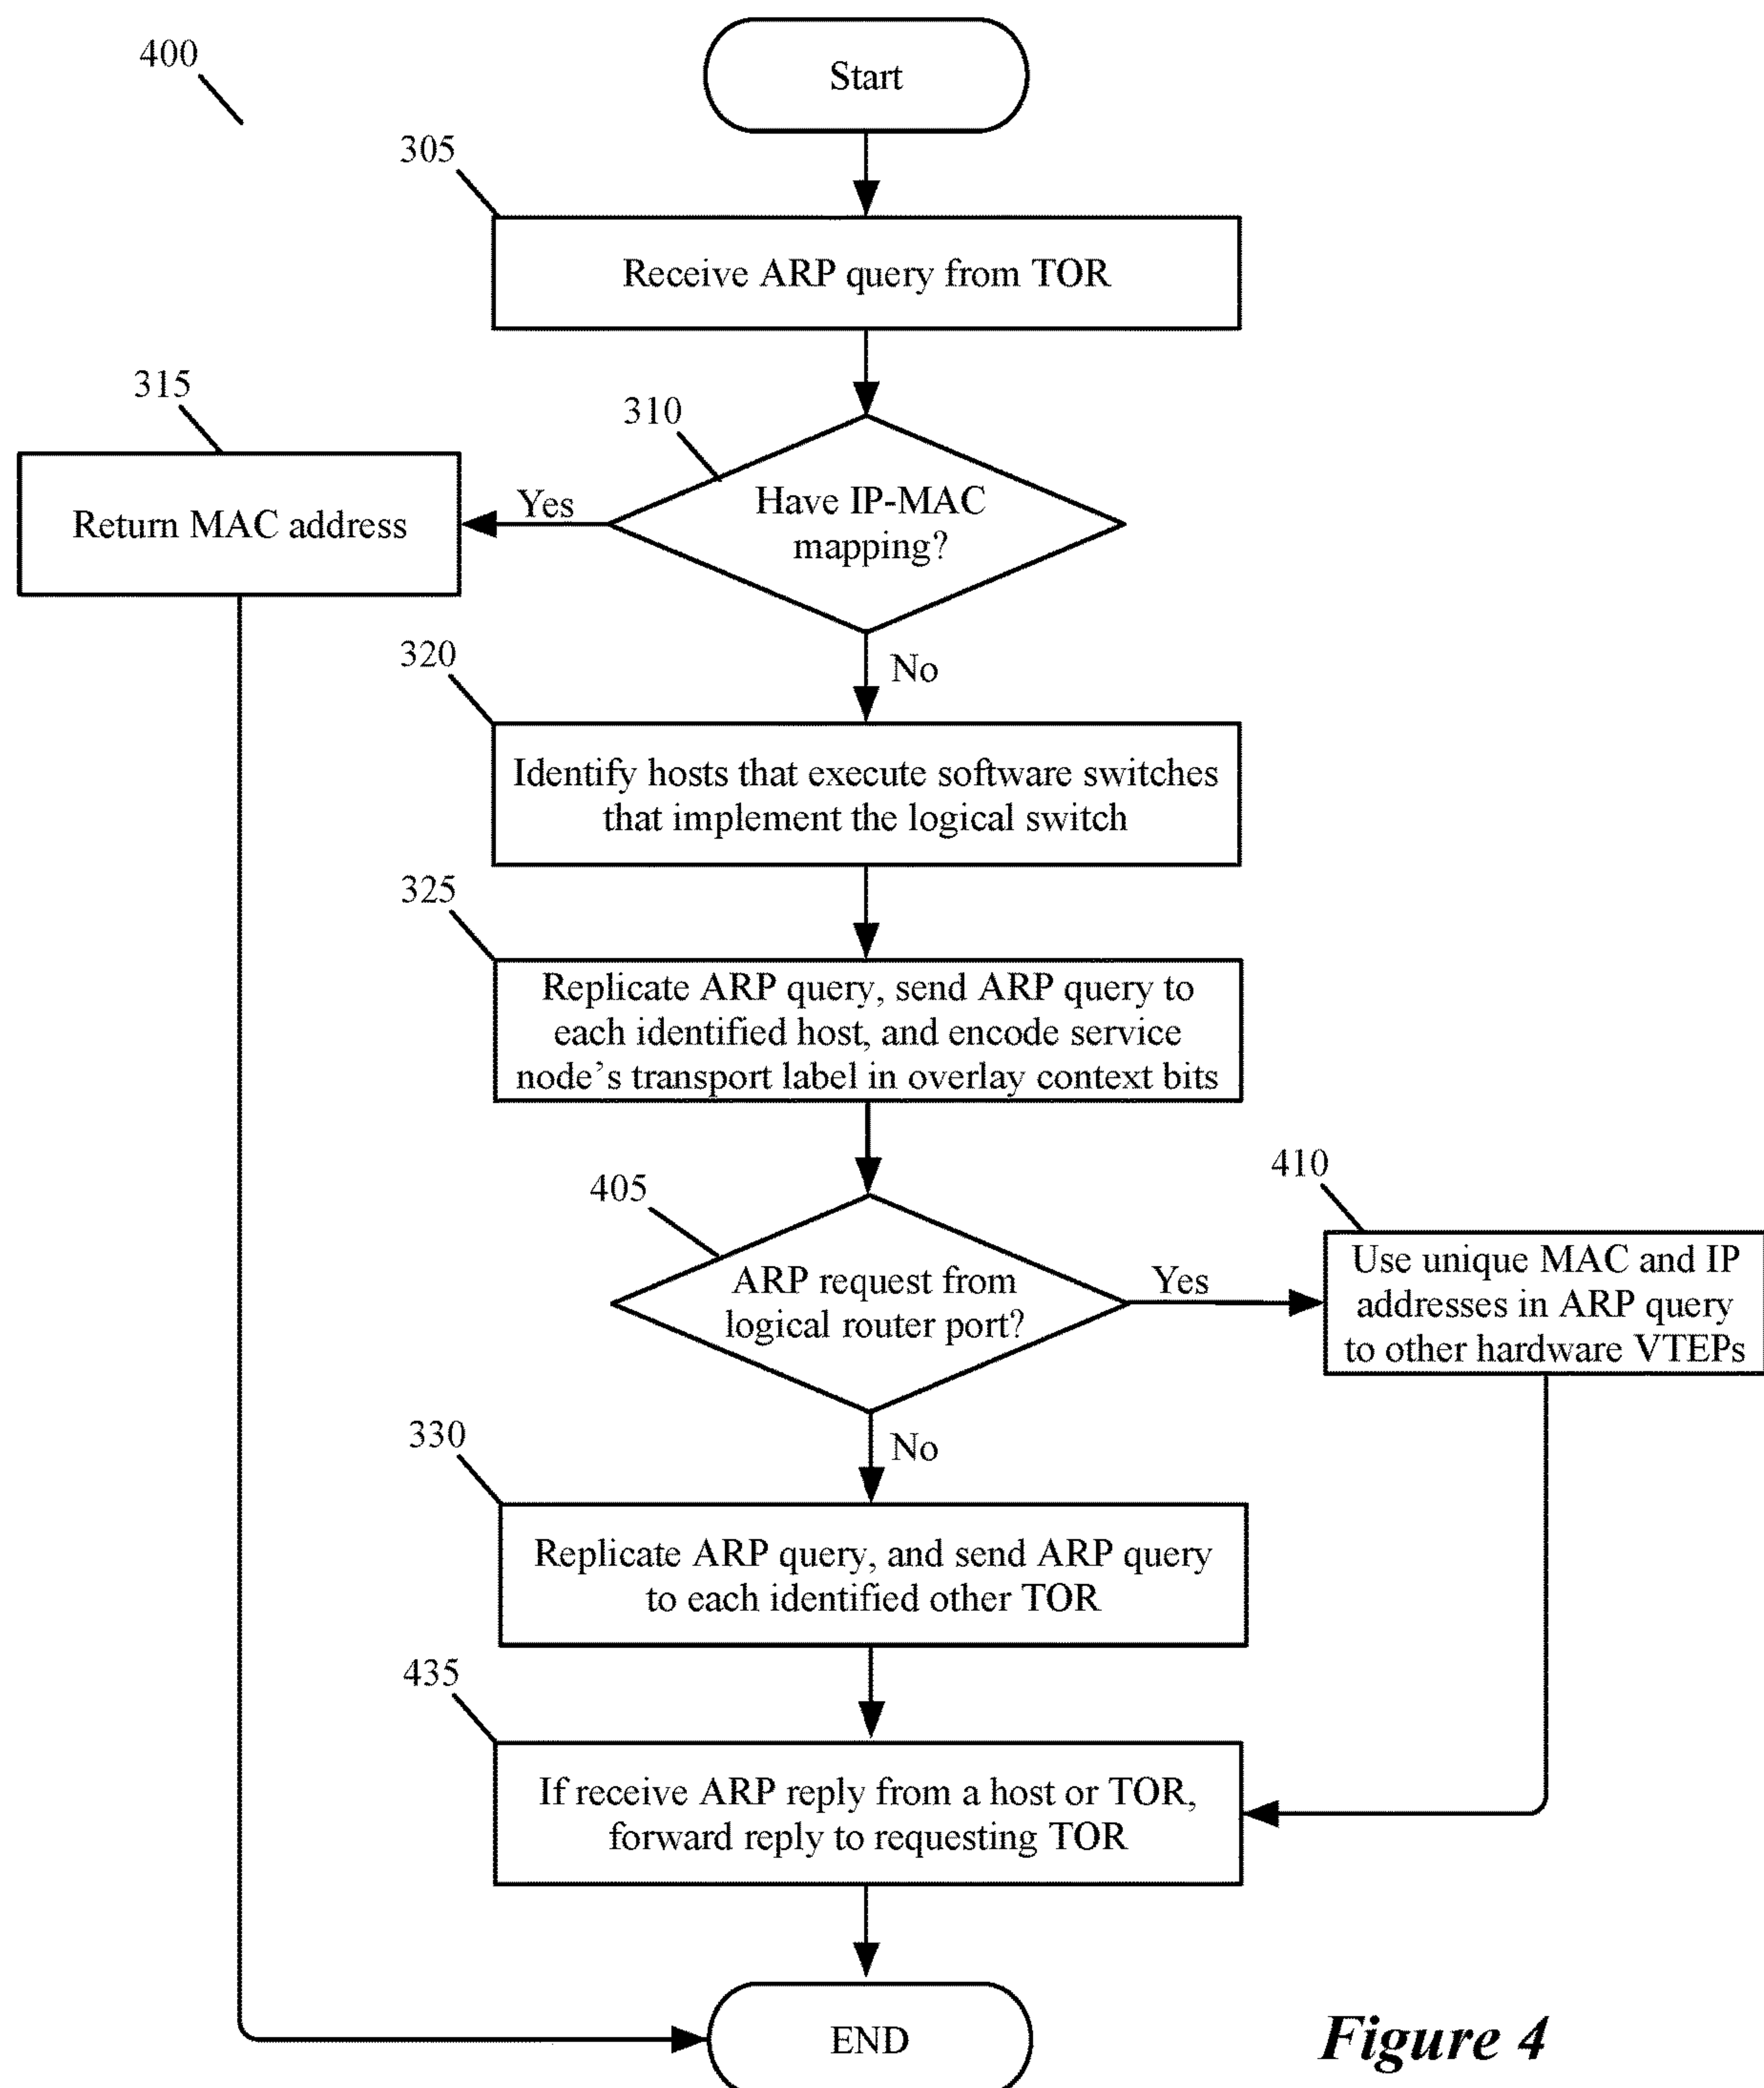 400
Start
305
Receive ARP query from TOR
315
310
Return MAC address
Yes
Have IP-MAC
mapping?
320
No
Identify hosts that execute software switches
that implement the logical switch
325
Replicate ARP query, send ARP query to
each identified host, and encode service
node's transport label in overlay context bits
405
410
ARP request from
logical router port?
Yes
Use unique MAC and IP
addresses in ARP query
to other hardware VTEPs
330
No
Replicate ARP query, and send ARP query
to each identified other TOR
435
If receive ARP reply from a host or TOR,
forward reply to requesting TOR
END
Figure 4